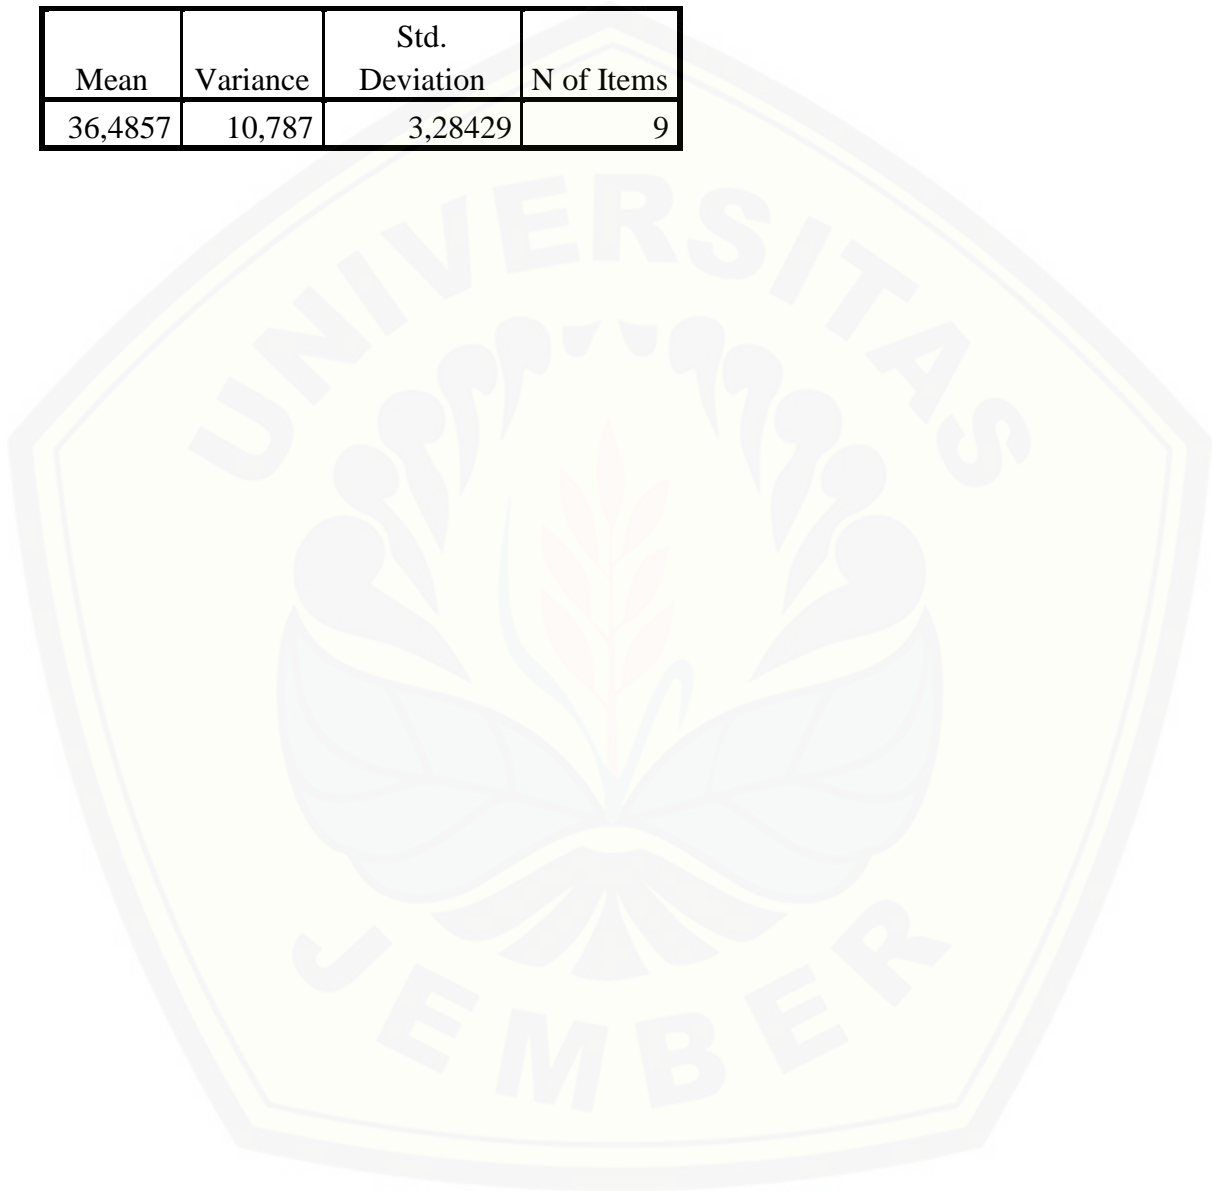 Mean Variance Std. Deviation N of Items
36,4857 10,787 3,28429 9
UNIVERSITAS
JEMBER